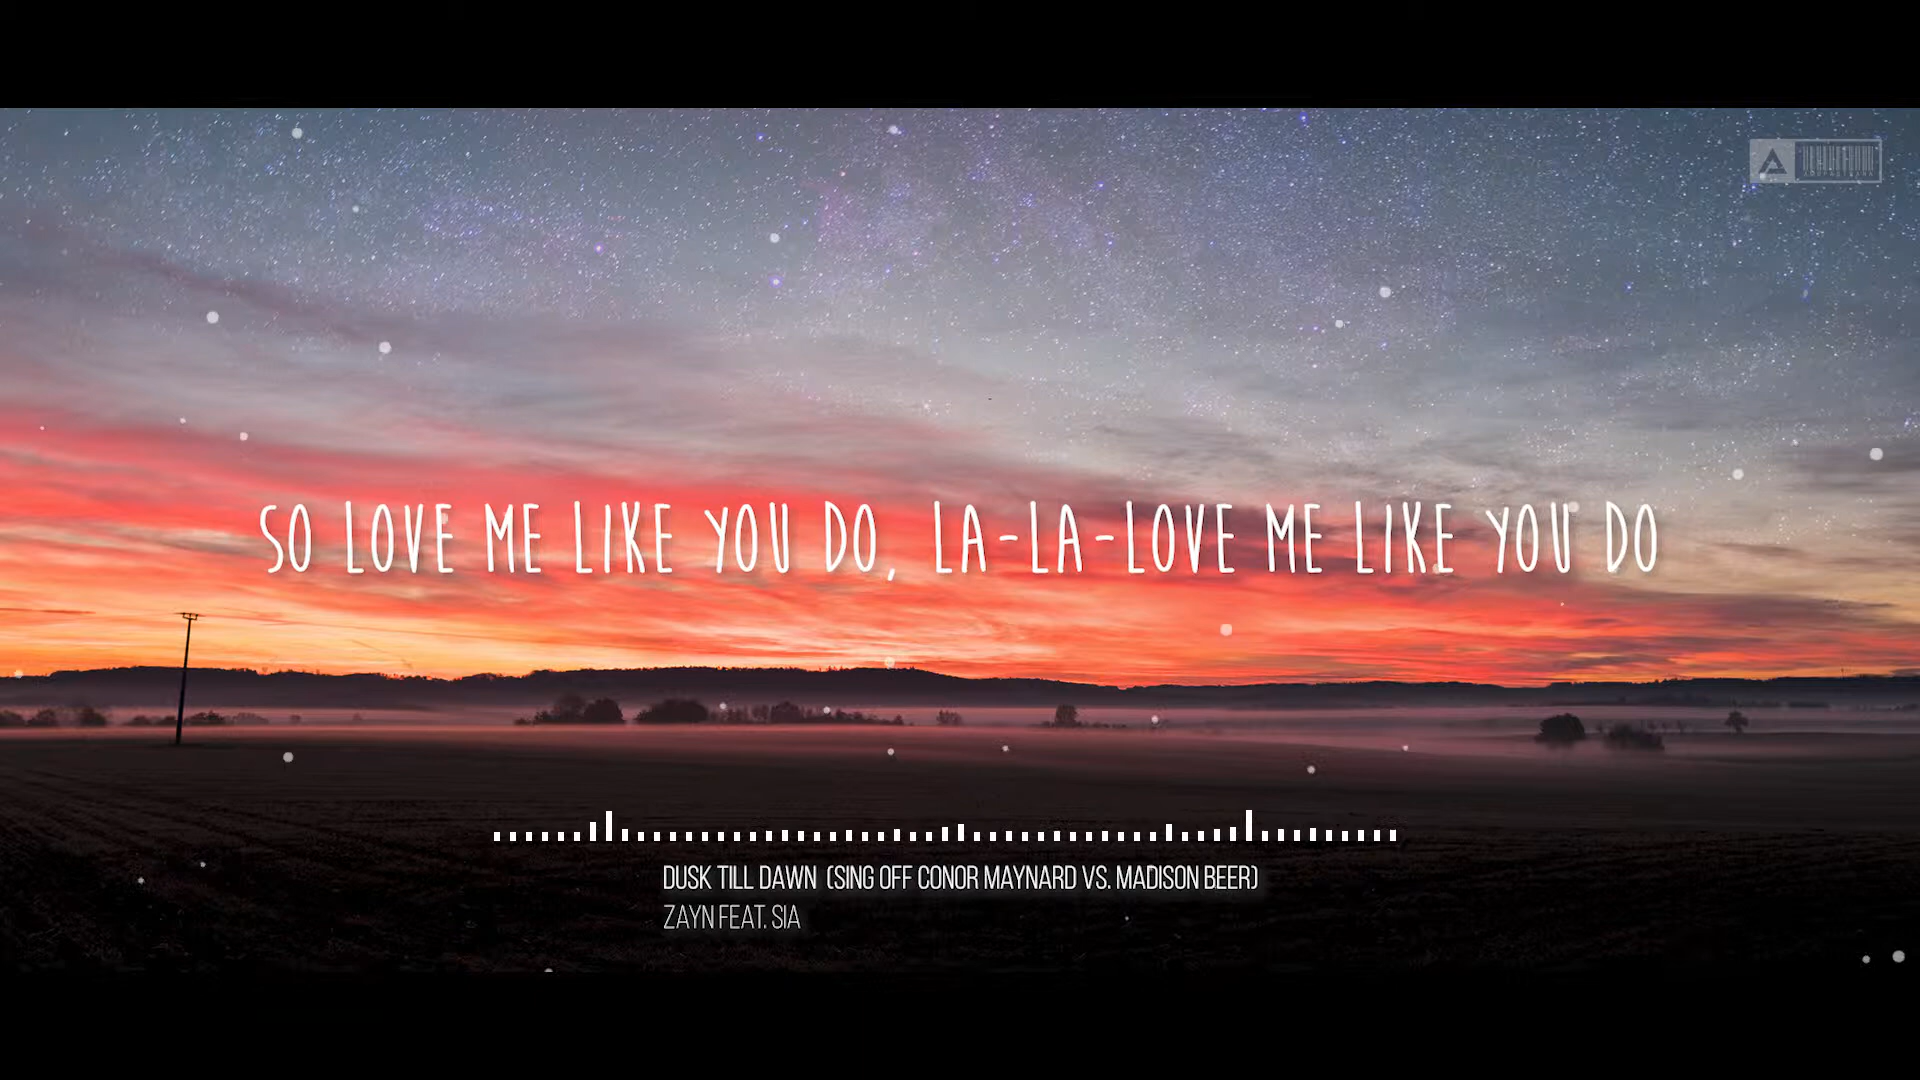 SO LOVE ME LIKE YOU DO, LA-LA-LOVE ME LIKE YOU DO
DUSK TILL DAWN (SING OFF CONOR MAYNARD VS. MADISON BEER)
ZAYN FEAT. SIA